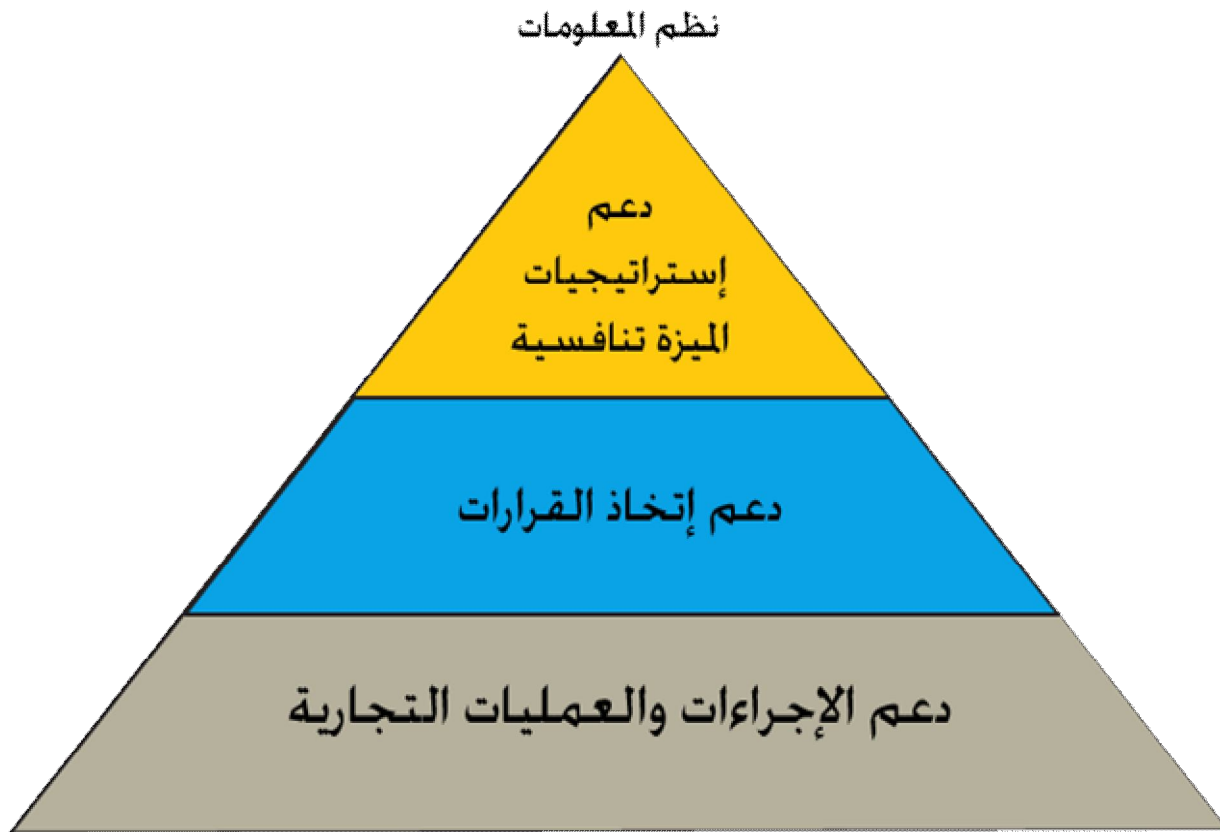 نظم المعلومات
دعم
إستراتيجيات
الميزة تنافسية
دعم إتخاذ القرارات
دعم الإجراءات والعمليات التجارية